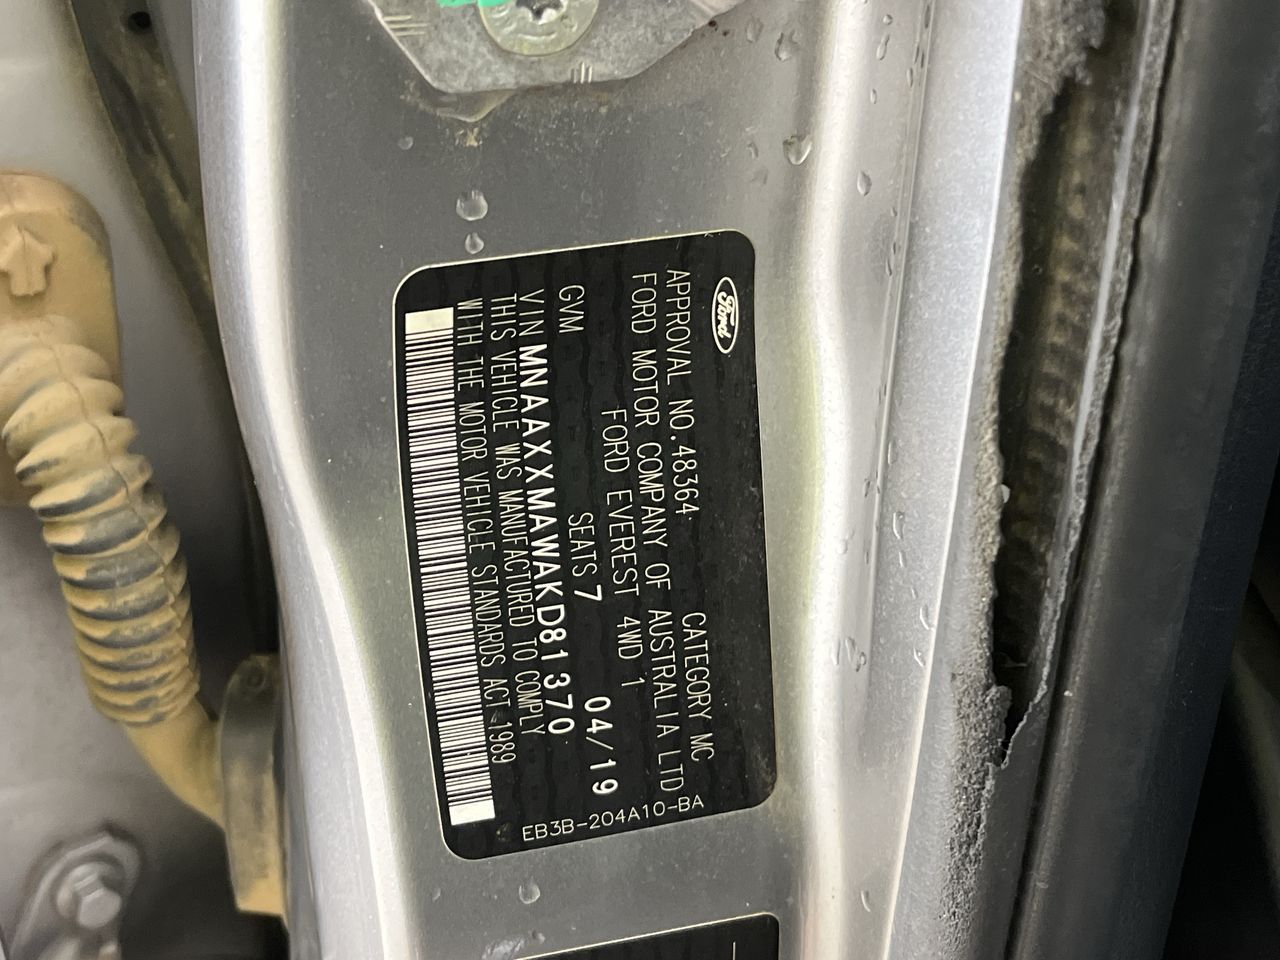 Ford
APPROVAL NO.48364 CATEGORY MC
FORD MOTOR COMPANY OF AUSTRALIA LTD
FORD EVEREST 4WD 1
GVM SEATS 7 04/19
VIN MNAAXXMAWAKD81370
THIS VEHICLE WAS MANUFACTURED TO COMPLY
WITH THE MOTOR VEHICLE STANDARDS ACT 1989
EB3B-204A10-BA